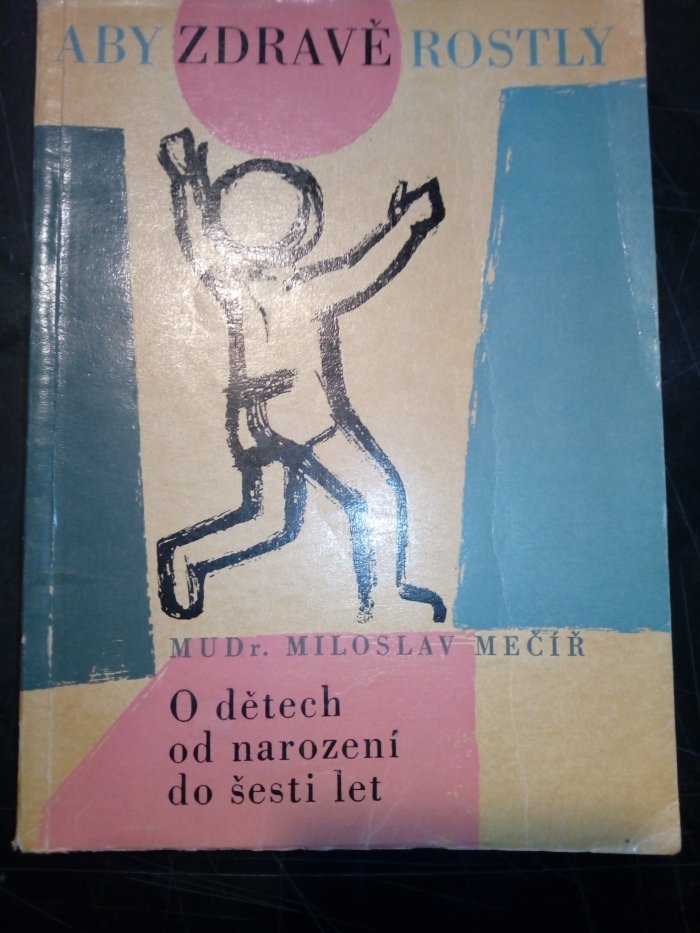 ABY ZDRAVĚ ROSTLY
MUDr. MILOSLAV MEČÍŘ
O dětech
od narození
do šesti let